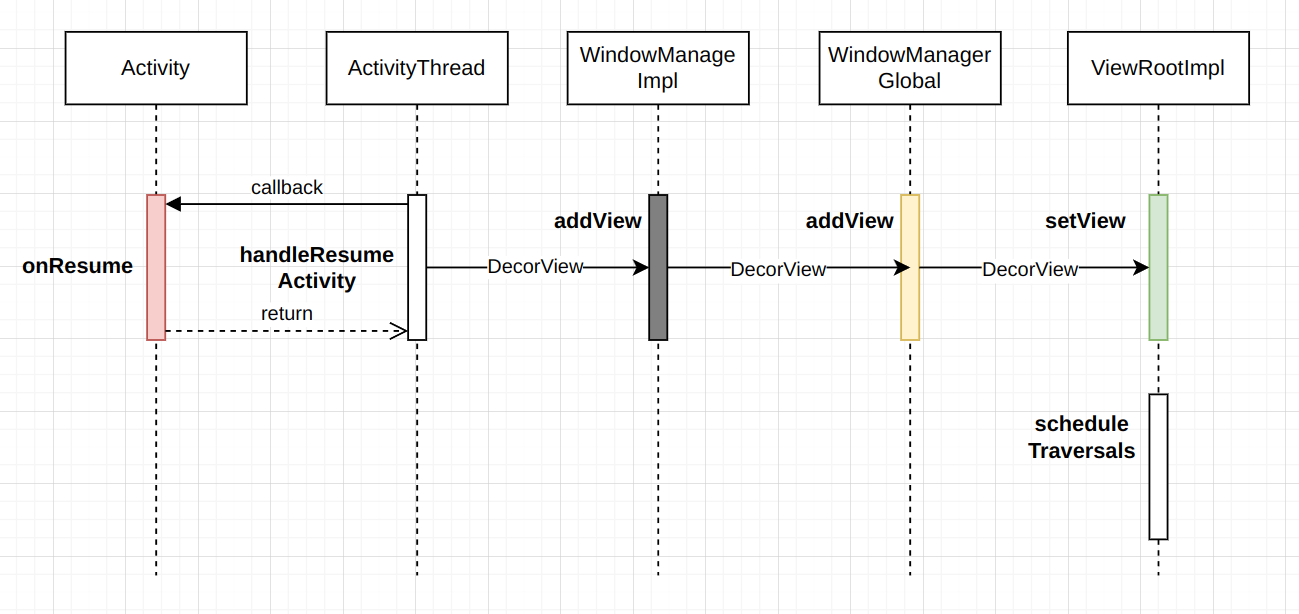 Activity
ActivityThread
WindowManage
Impl
WindowManager
Global
ViewRootImpl
callback
onResume
handleResume
Activity
return
addView
DecorView
addView
DecorView
setView
DecorView
schedule
Traversals